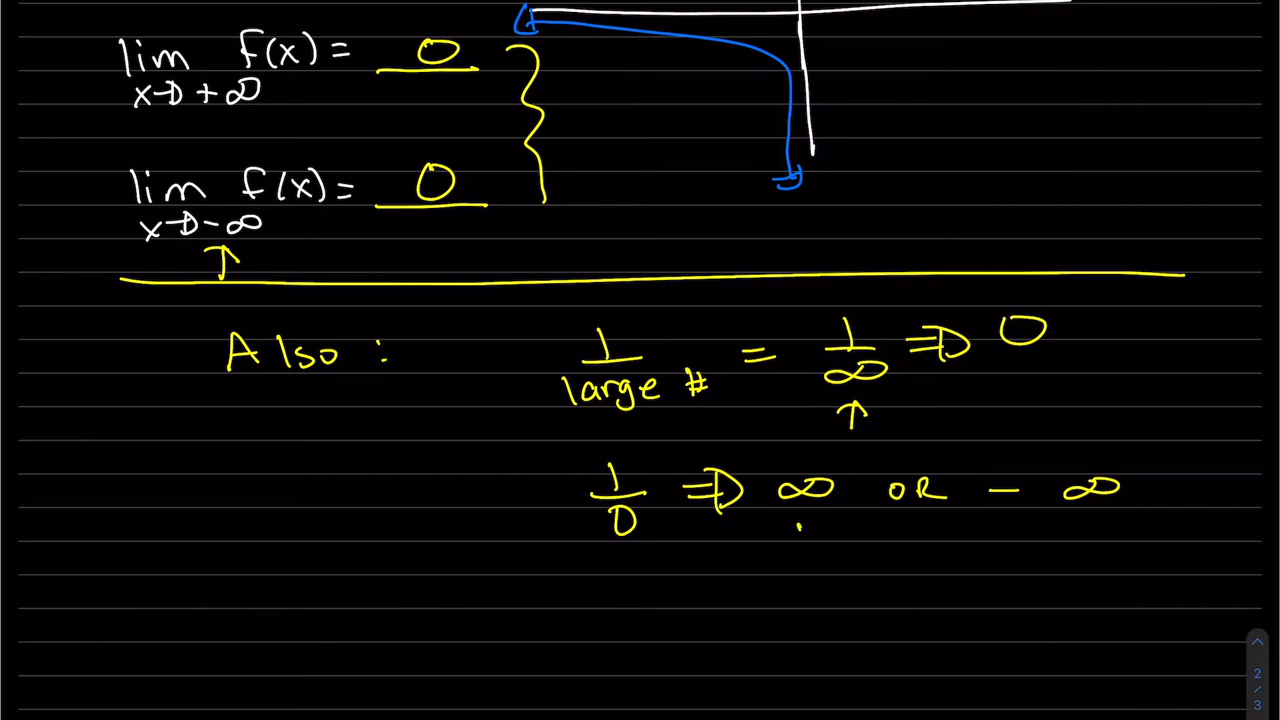 lim f(x) = 0
x→+∞
lim f(x) = 0
x→-∞
↑
Also : 1/large # = 1/∞ ⇒ 0
↑
1/0 ⇒ ∞ OR - ∞
2
/
3